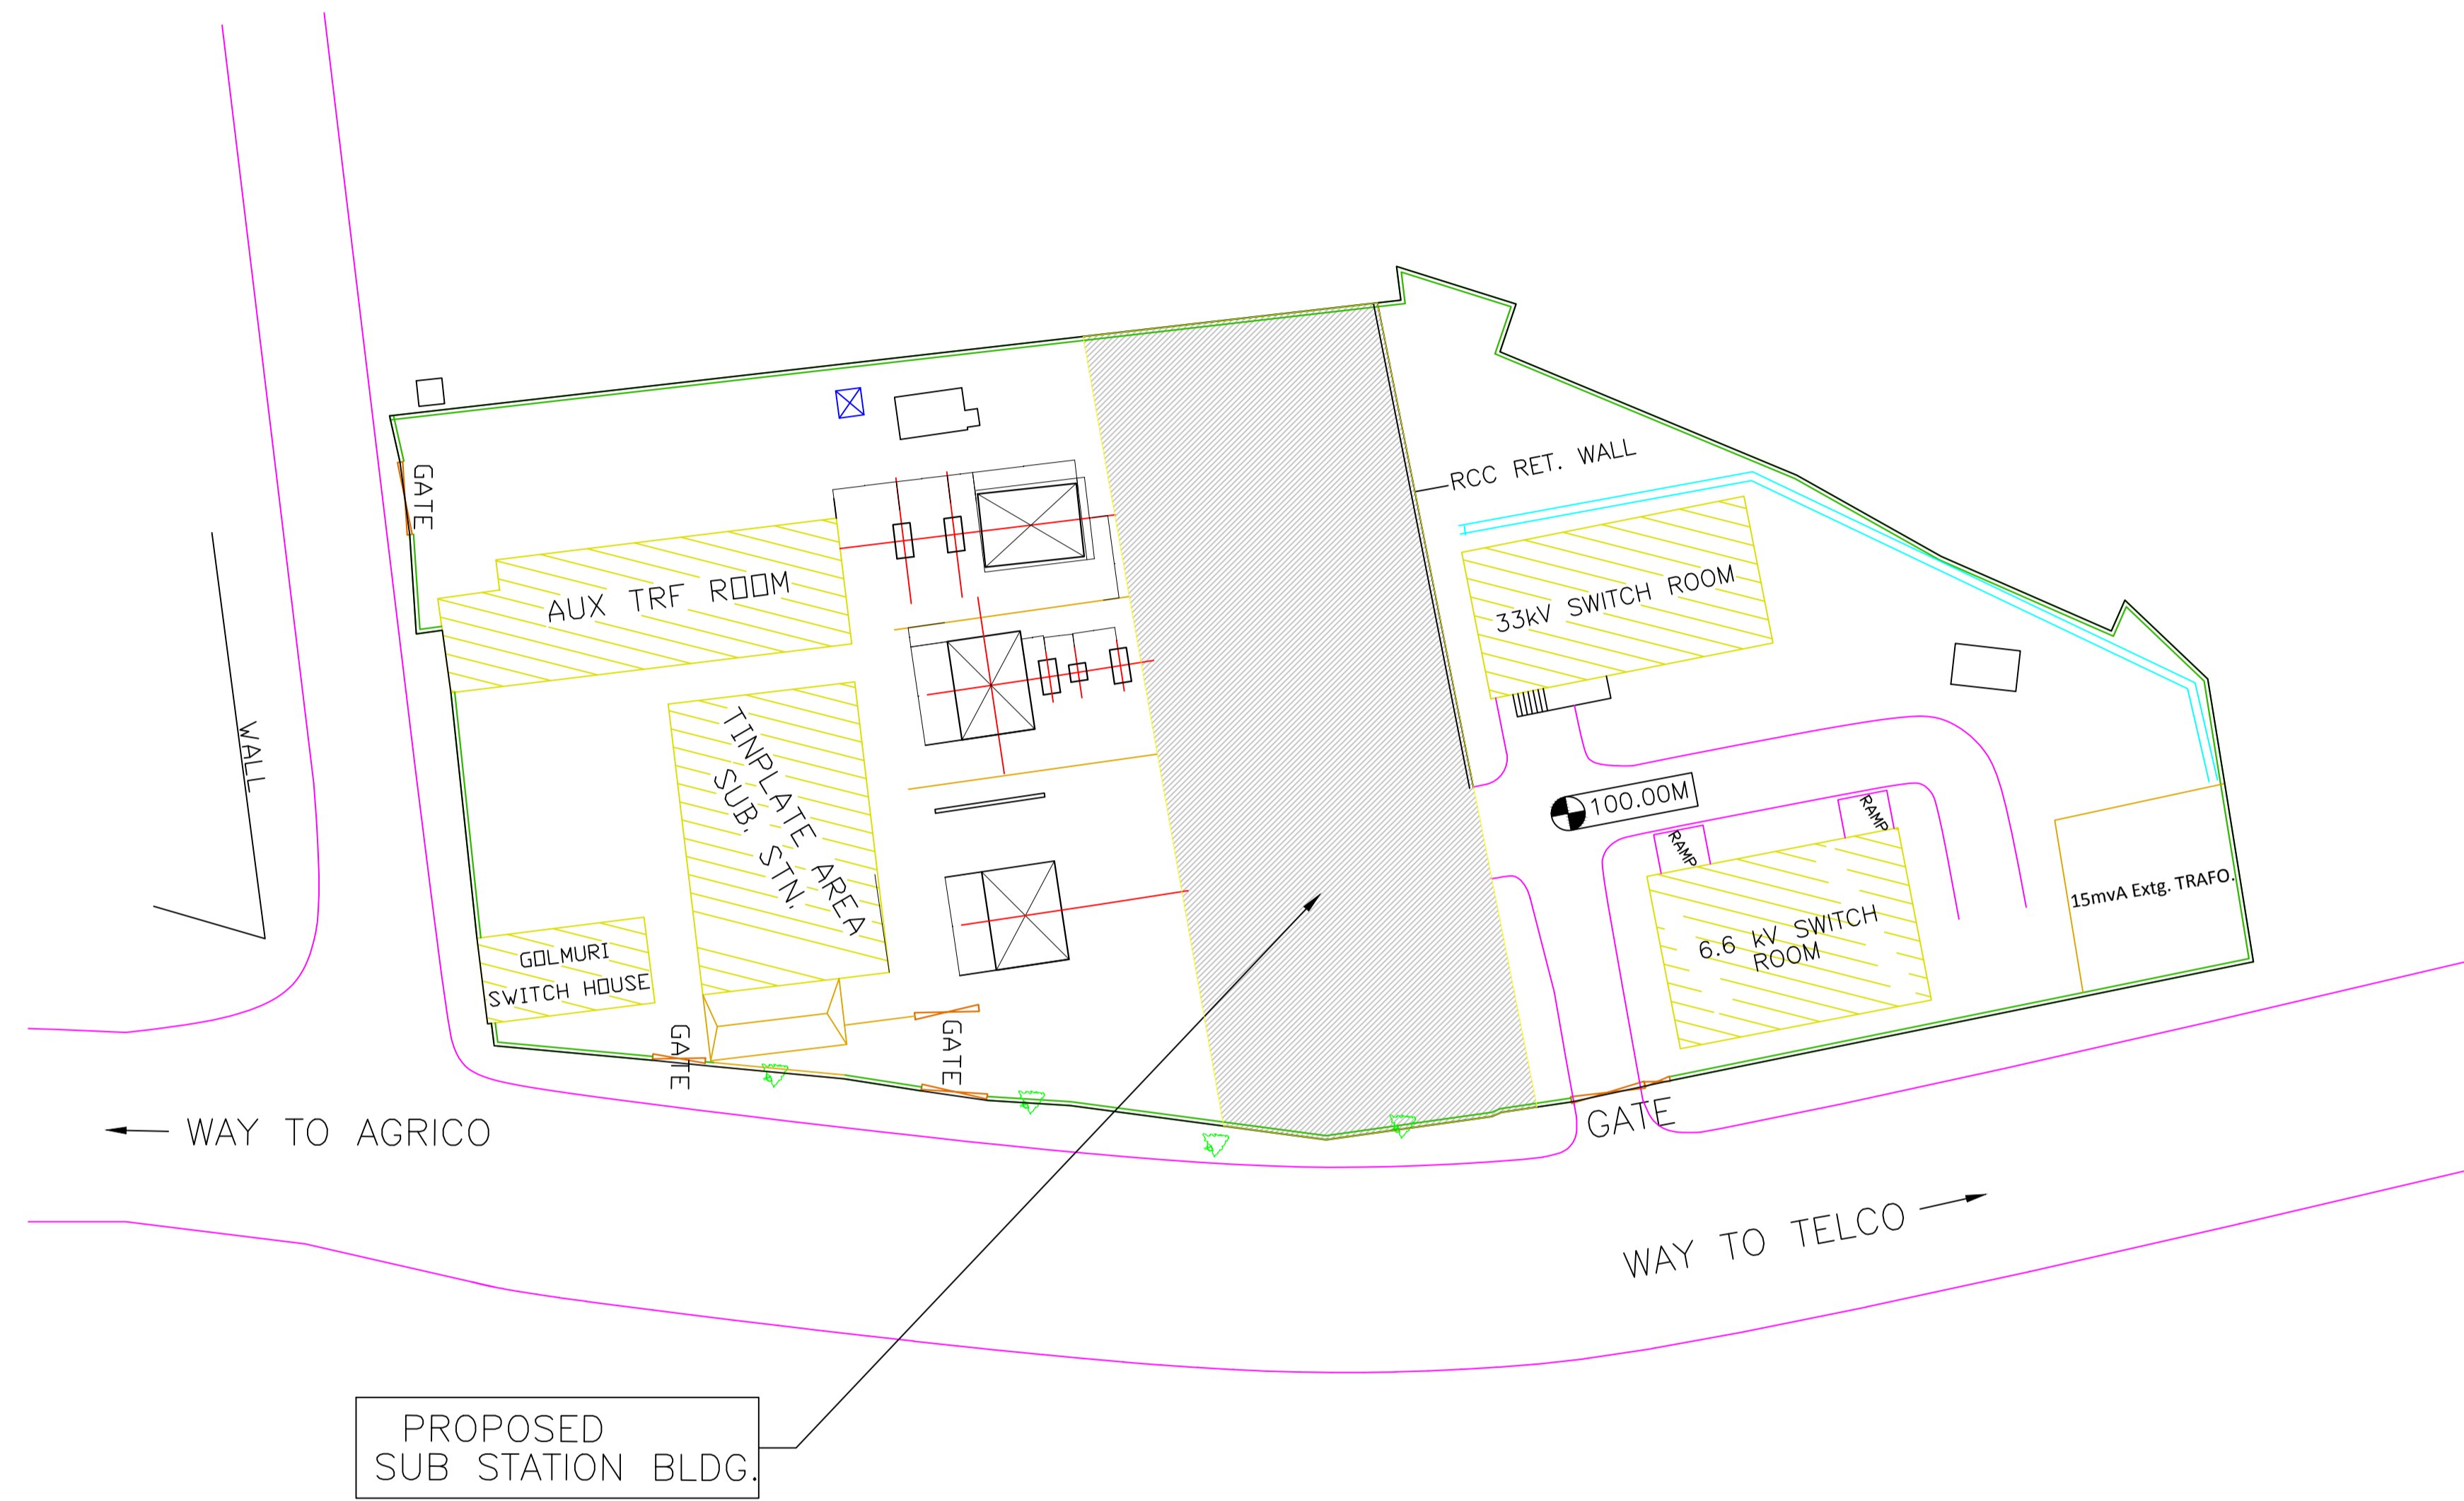 GATE
RCC RET. WALL
AUX TRF ROOM
33kV SWITCH ROOM
WALL
TINPLATE AREA
SUB. STN.
100.00M
RAMP
RAMP
15mvA Extg. TRAFO.
6.6 kV SWITCH
ROOM
GOLMURI
SWITCH HOUSE
GATE
GATE
GATE
WAY TO AGRICO
WAY TO TELCO
PROPOSED
SUB STATION BLDG.